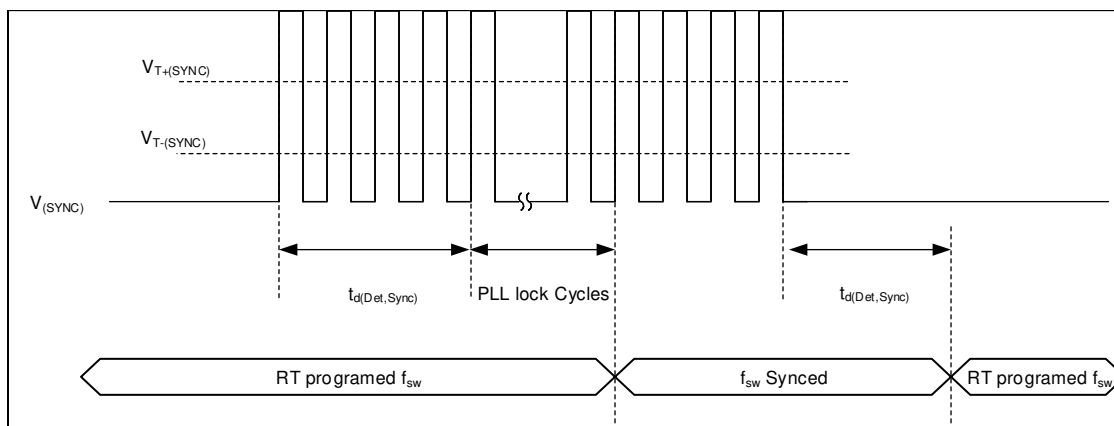 V_T+(SYNC)
V_T-(SYNC)
V_(SYNC)
t_d(Det,Sync) PLL lock Cycles t_d(Det,Sync)
RT programed f_sw f_sw Synced RT programed f_sw